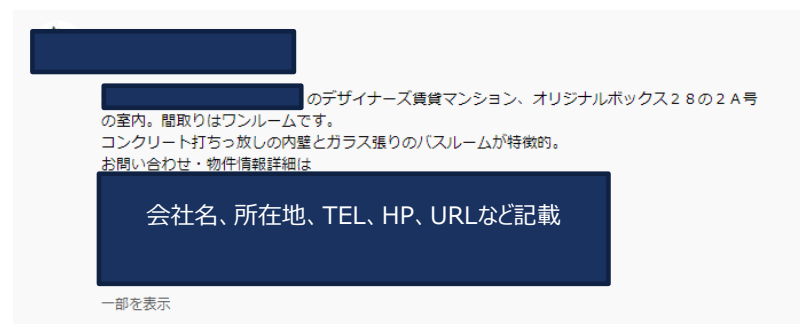 のデザイナーズ賃貸マンション、オリジナルボックス２８の２Ａ号
の室内。間取りはワンルームです。
コンクリート打ちっ放しの内壁とガラス張りのバスルームが特徴的。
お問い合わせ・物件情報詳細は
会社名、所在地、TEL、HP、URLなど記載
一部を表示